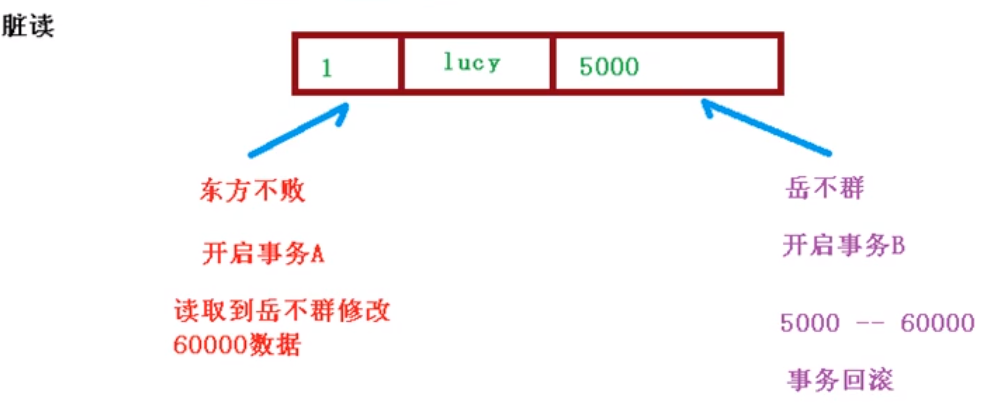 脏读
1 lucy 5000
东方不败
岳不群
开启事务A
开启事务B
读取到岳不群修改
60000数据
5000 -- 60000
事务回滚